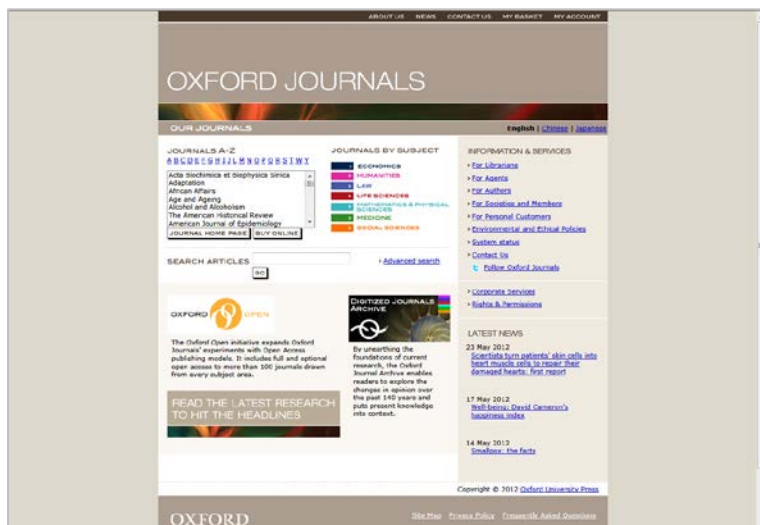 ABOUT US NEWS CONTACT US MY BASKET MY ACCOUNT
OXFORD JOURNALS
OUR JOURNALS
English | Chinese | Japanese
JOURNALS A-Z
A B C D E F G H I J L M N O P Q R S T W Y
Acta Biochimica et Biophysica Sinica
Adaptation
African Affairs
Age and Ageing
Alcohol and Alcoholism
The American Historical Review
American Journal of Epidemiology
JOURNAL HOME PAGE BUY ONLINE
JOURNALS BY SUBJECT
ECONOMICS
HUMANITIES
LAW
LIFE SCIENCES
MATHEMATICS & PHYSICAL
SCIENCES
MEDICINE
SOCIAL SCIENCES
SEARCH ARTICLES
Advanced search
GO
OXFORD OPEN
The Oxford Open initiative expands Oxford
Journals' experiments with Open Access
publishing models. It includes full and optional
open access to more than 100 journals drawn
from every subject area.
READ THE LATEST RESEARCH
TO HIT THE HEADLINES
DIGITIZED JOURNALS
ARCHIVE
By unearthing the
foundations of current
research, the Oxford
Journal Archive enables
readers to explore the
changes in opinion over
the past 140 years and
puts present knowledge
into context.
INFORMATION & SERVICES
For Librarians
For Agents
For Authors
For Societies and Members
For Personal Customers
Environmental and Ethical Policies
System status
Contact Us
Follow Oxford Journals
Corporate Services
Rights & Permissions
LATEST NEWS
23 May 2012
Scientists turn patients' skin cells into
heart muscle cells to repair their
damaged hearts: first report
17 May 2012
Well-being: David Cameron's
happiness index
14 May 2012
Smallpox: the facts
Copyright © 2012 Oxford University Press
OXFORD
Site Map Privacy Policy Frequently Asked Questions